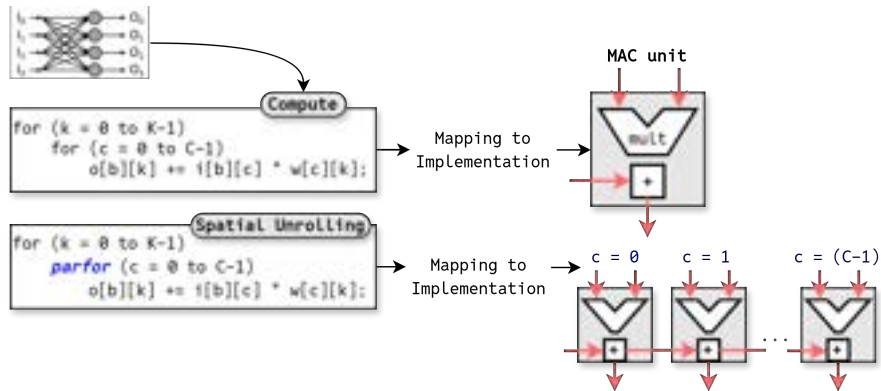 I₀ O₀
I₁ O₁
I₂ O₂
I₃ O₃
MAC unit
Compute
for (k = 0 to K-1)
for (c = 0 to C-1)
o[b][k] += i[b][c] * w[c][k];
Mapping to
Implementation
mult
+
Spatial Unrolling
for (k = 0 to K-1)
parfor (c = 0 to C-1)
o[b][k] += i[b][c] * w[c][k];
Mapping to
Implementation
c = 0 c = 1 c = (C-1)
+ + ... +